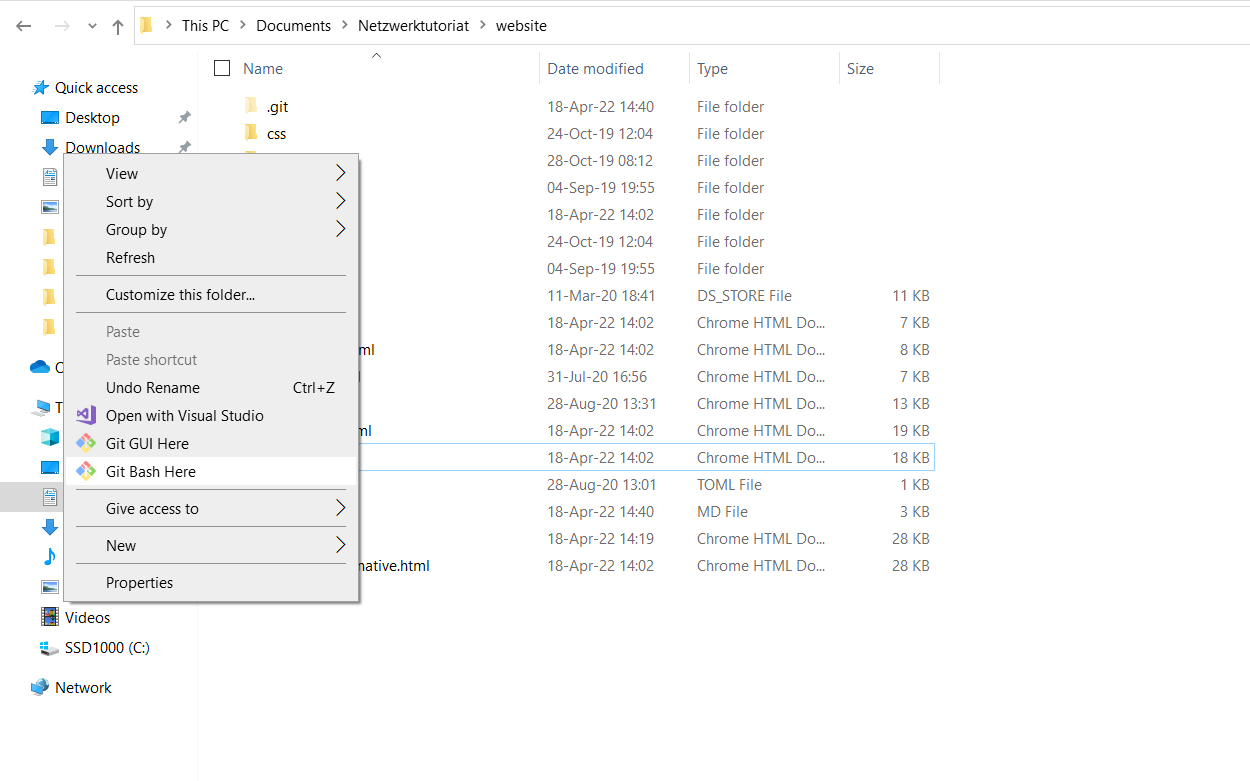 This PC > Documents > Netzwerktutoriat > website
Name Date modified Type Size
Quick access
Desktop
Downloads
Videos
SSD1000 (C:)
Network
View
Sort by
Group by
Refresh
Customize this folder...
Paste
Paste shortcut
Undo Rename Ctrl+Z
Open with Visual Studio
Git GUI Here
Git Bash Here
Give access to
New
Properties
.git 18-Apr-22 14:40 File folder
css 24-Oct-19 12:04 File folder
28-Oct-19 08:12 File folder
04-Sep-19 19:55 File folder
18-Apr-22 14:02 File folder
24-Oct-19 12:04 File folder
04-Sep-19 19:55 File folder
11-Mar-20 18:41 DS_STORE File 11 KB
18-Apr-22 14:02 Chrome HTML Do... 7 KB
ml 18-Apr-22 14:02 Chrome HTML Do... 8 KB
31-Jul-20 16:56 Chrome HTML Do... 7 KB
28-Aug-20 13:31 Chrome HTML Do... 13 KB
ml 18-Apr-22 14:02 Chrome HTML Do... 19 KB
18-Apr-22 14:02 Chrome HTML Do... 18 KB
28-Aug-20 13:01 TOML File 1 KB
18-Apr-22 14:40 MD File 3 KB
18-Apr-22 14:19 Chrome HTML Do... 28 KB
native.html 18-Apr-22 14:02 Chrome HTML Do... 28 KB